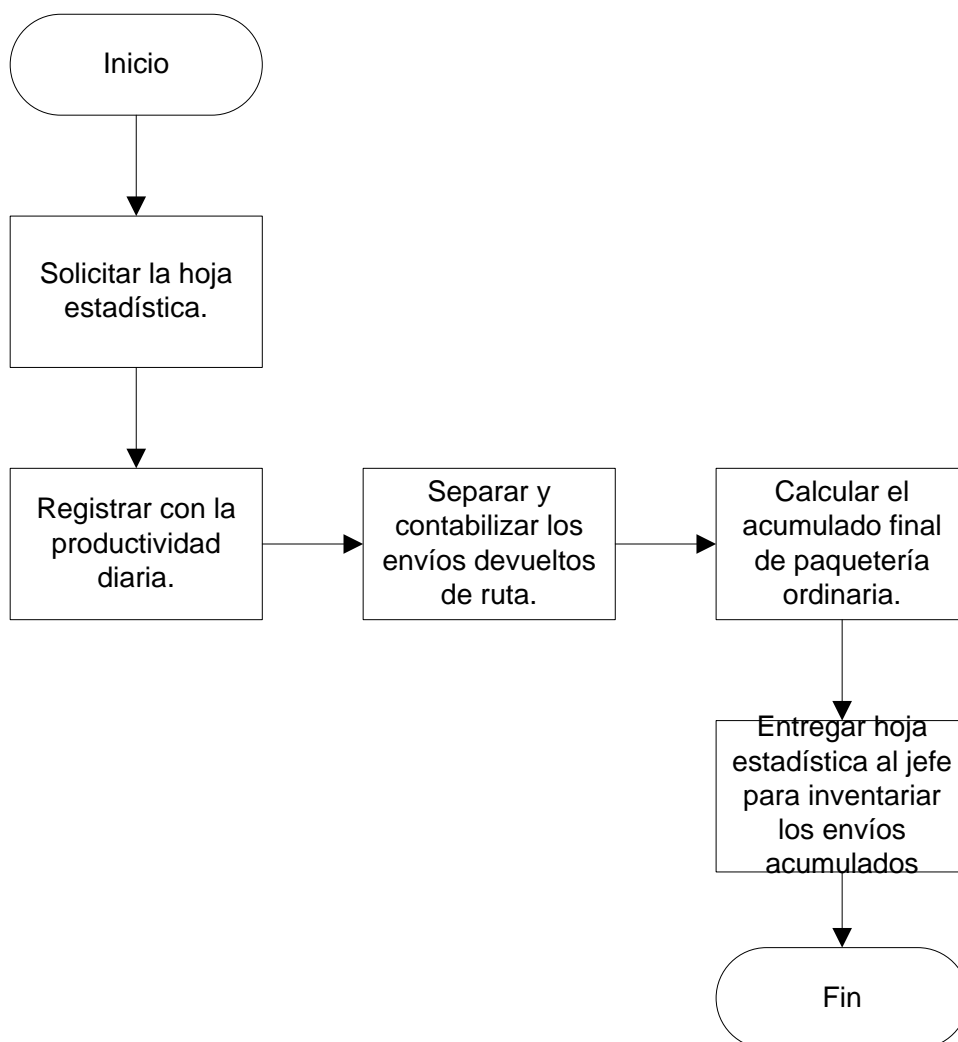 Inicio
Solicitar la hoja
estadística.
Registrar con la
productividad
diaria.
Separar y
contabilizar los
envíos devueltos
de ruta.
Calcular el
acumulado final
de paquetería
ordinaria.
Entregar hoja
estadística al jefe
para inventariar
los envíos
acumulados
Fin